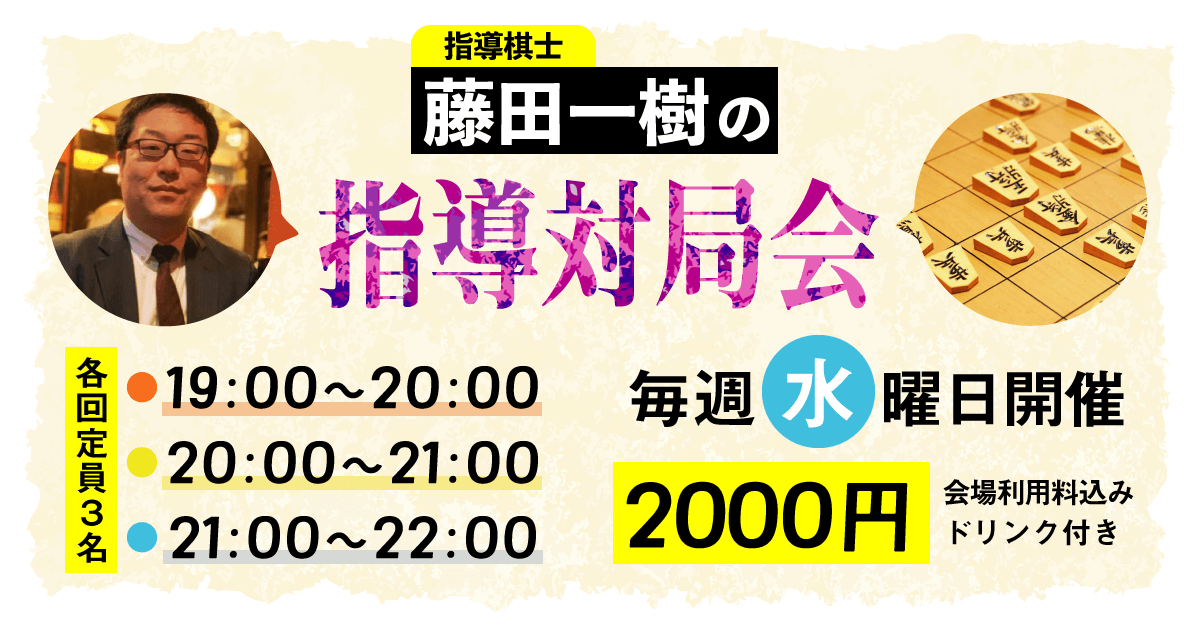 指導棋士
藤田一樹の
指導対局会
各回定員3名
19:00～20:00
20:00～21:00
21:00～22:00
毎週水曜日開催
2000円
会場利用料込み
ドリンク付き